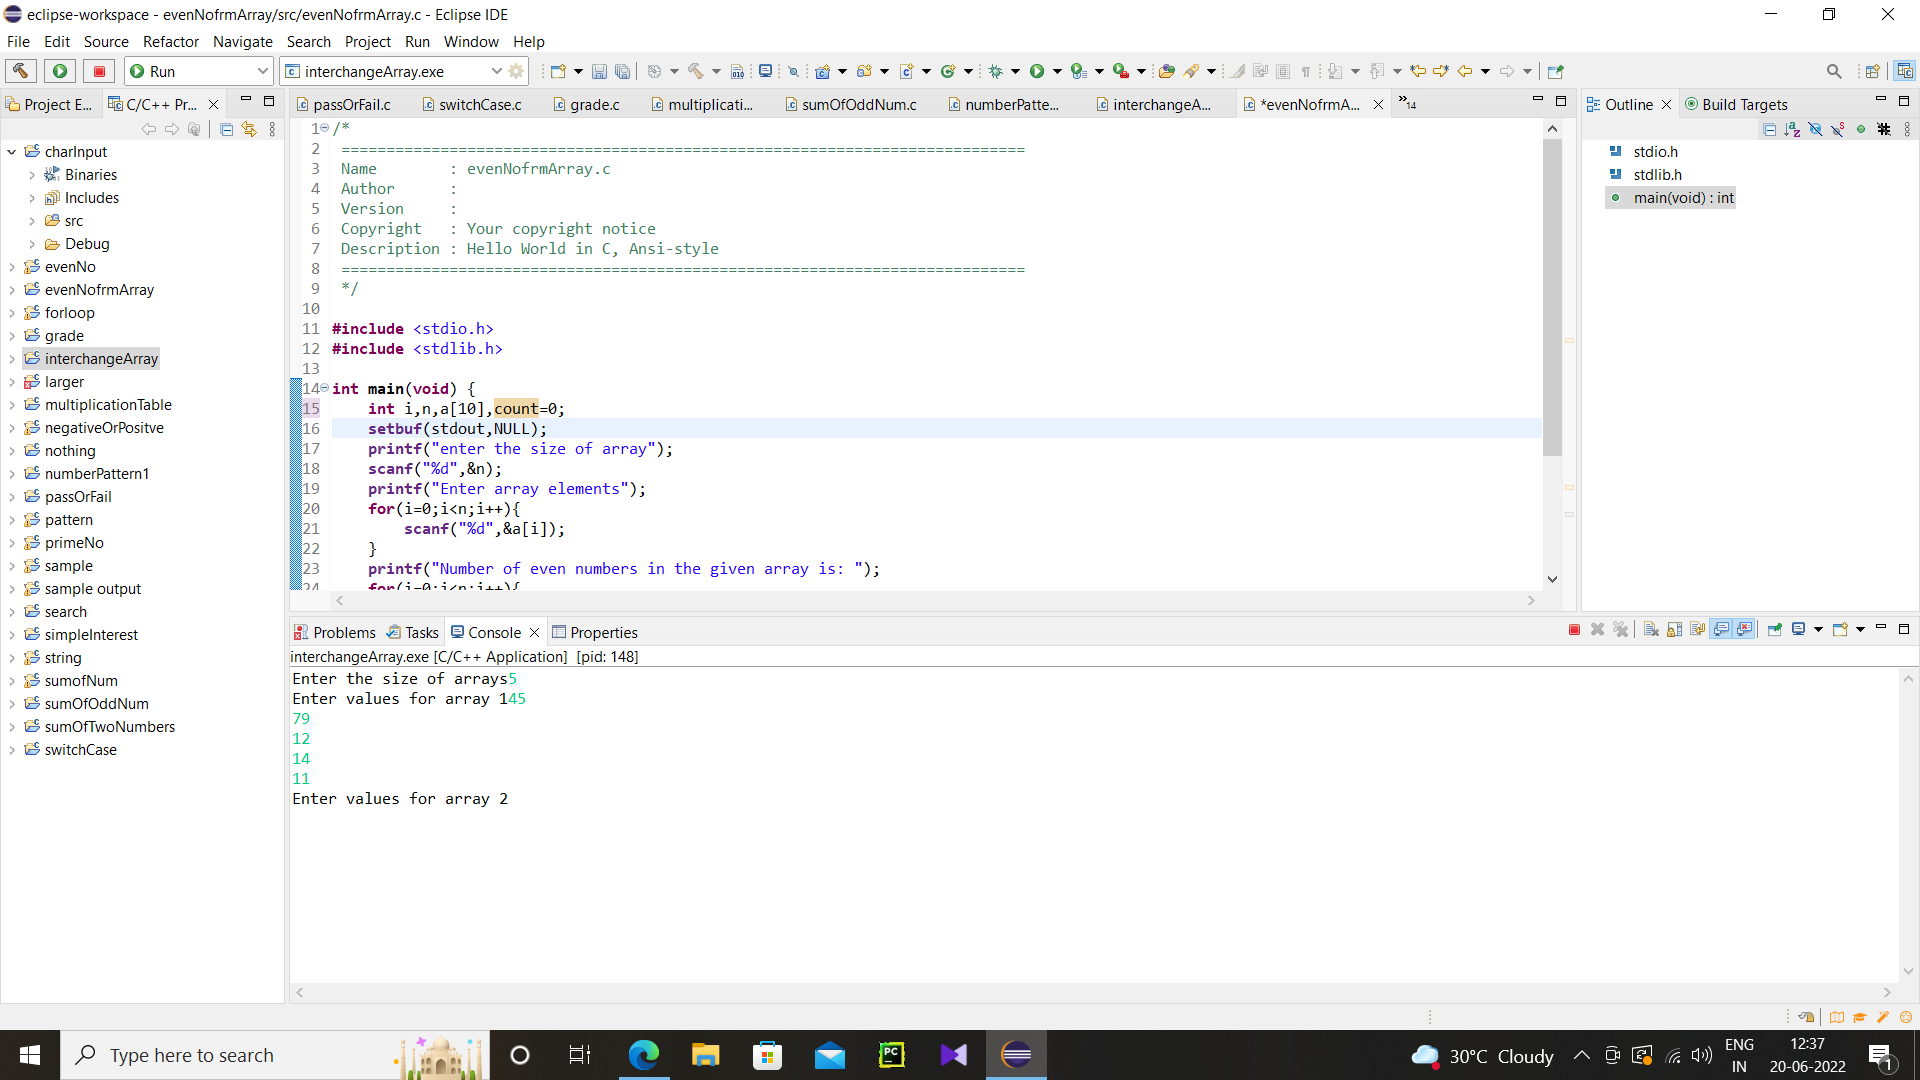 eclipse-workspace - evenNofrmArray/src/evenNofrmArray.c - Eclipse IDE
File Edit Source Refactor Navigate Search Project Run Window Help
Run interchangeArray.exe
Project E... C/C++ Pr...
charInput
Binaries
Includes
src
Debug
evenNo
evenNofrmArray
forloop
grade
interchangeArray
larger
multiplicationTable
negativeOrPositve
nothing
numberPattern1
passOrFail
pattern
primeNo
sample
sample output
search
simpleInterest
string
sumofNum
sumOfOddNum
sumOfTwoNumbers
switchCase
passOrFail.c switchCase.c grade.c multiplicati... sumOfOddNum.c numberPatte... interchangeA... *evenNofrmA... »14
1 /*
2 ============================================================================
3 Name        : evenNofrmArray.c
4 Author      :
5 Version     :
6 Copyright   : Your copyright notice
7 Description : Hello World in C, Ansi-style
8 ============================================================================
9 */
10
11 #include <stdio.h>
12 #include <stdlib.h>
13
14 int main(void) {
15 int i,n,a[10],count=0;
16 setbuf(stdout,NULL);
17 printf("enter the size of array");
18 scanf("%d",&n);
19 printf("Enter array elements");
20 for(i=0;i<n;i++){
21 scanf("%d",&a[i]);
22 }
23 printf("Number of even numbers in the given array is: ");
24 for(i=0;i<n;i++){
Outline Build Targets
stdio.h
stdlib.h
main(void) : int
Problems Tasks Console Properties
interchangeArray.exe [C/C++ Application] [pid: 148]
Enter the size of arrays5
Enter values for array 145
79
12
14
11
Enter values for array 2
Type here to search
30°C Cloudy
ENG
IN
12:37
20-06-2022
1